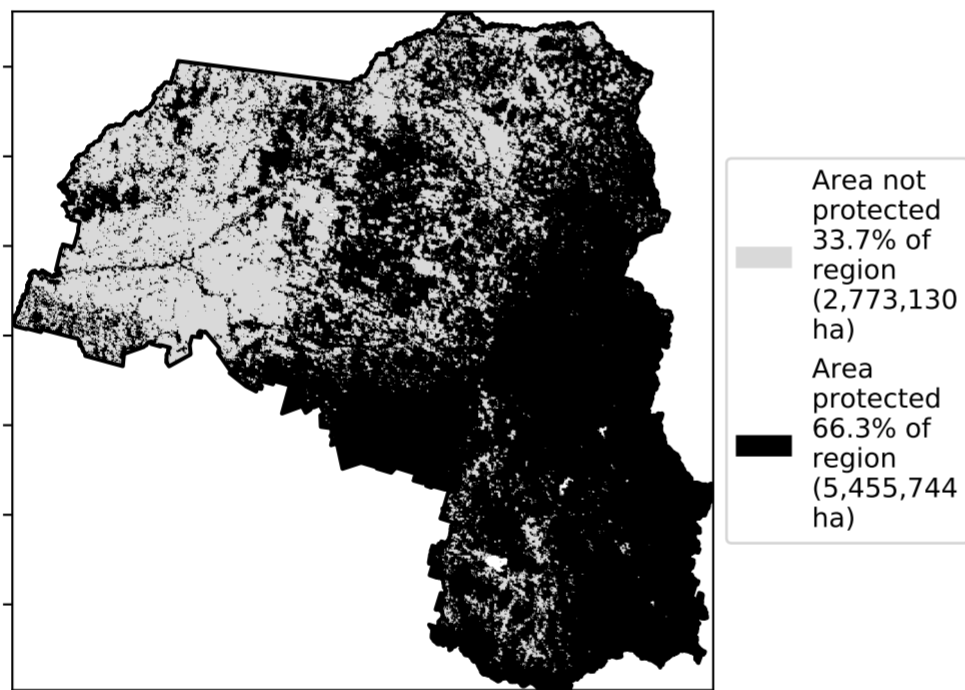 Area not
protected
33.7% of
region
(2,773,130
ha)
Area
protected
66.3% of
region
(5,455,744
ha)